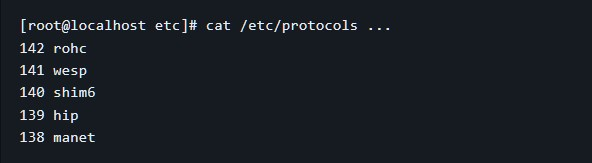 [root@localhost etc]# cat /etc/protocols ...
142 rohc
141 wesp
140 shim6
139 hip
138 manet